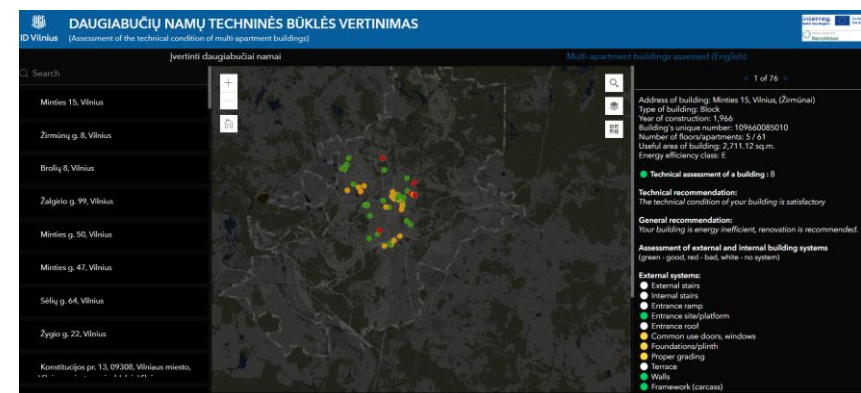 DAUGIABUČIŲ NAMŲ TECHNINĖS BŪKLĖS VERTINIMAS
ID Vilnius
(Assessment of the technical condition of multi-apartment buildings)
Interreg
RenoWave
Įvertinti daugiabučiai namai
Multi-apartment buildings assessed (English)
Search
Minties 15, Vilnius
Žirmūnų g. 8, Vilnius
Brolių 8, Vilnius
Žalgirio g. 99, Vilnius
Minties g. 50, Vilnius
Minties g. 47, Vilnius
Sėlių g. 64, Vilnius
Žygio g. 22, Vilnius
Konstitucijos pr. 13, 09308, Vilniaus miesto,
< 1 of 76 >
Address of building: Minties 15, Vilnius, (Žirmūnai)
Type of building: Block
Year of construction: 1,966
Building's unique number: 109660085010
Number of floors/apartments: 5 / 61
Useful area of building: 2,711.12 sq.m.
Energy efficiency class: E
Technical assessment of a building : 8
Technical recommendation:
The technical condition of your building is satisfactory
General recommendation:
Your building is energy inefficient, renovation is recommended.
Assessment of external and internal building systems
(green - good, red - bad, white - no system)
External systems:
External stairs
Internal stairs
Entrance ramp
Entrance site/platform
Entrance roof
Common use doors, windows
Foundations/plinth
Proper grading
Terrace
Walls
Framework (carcass)